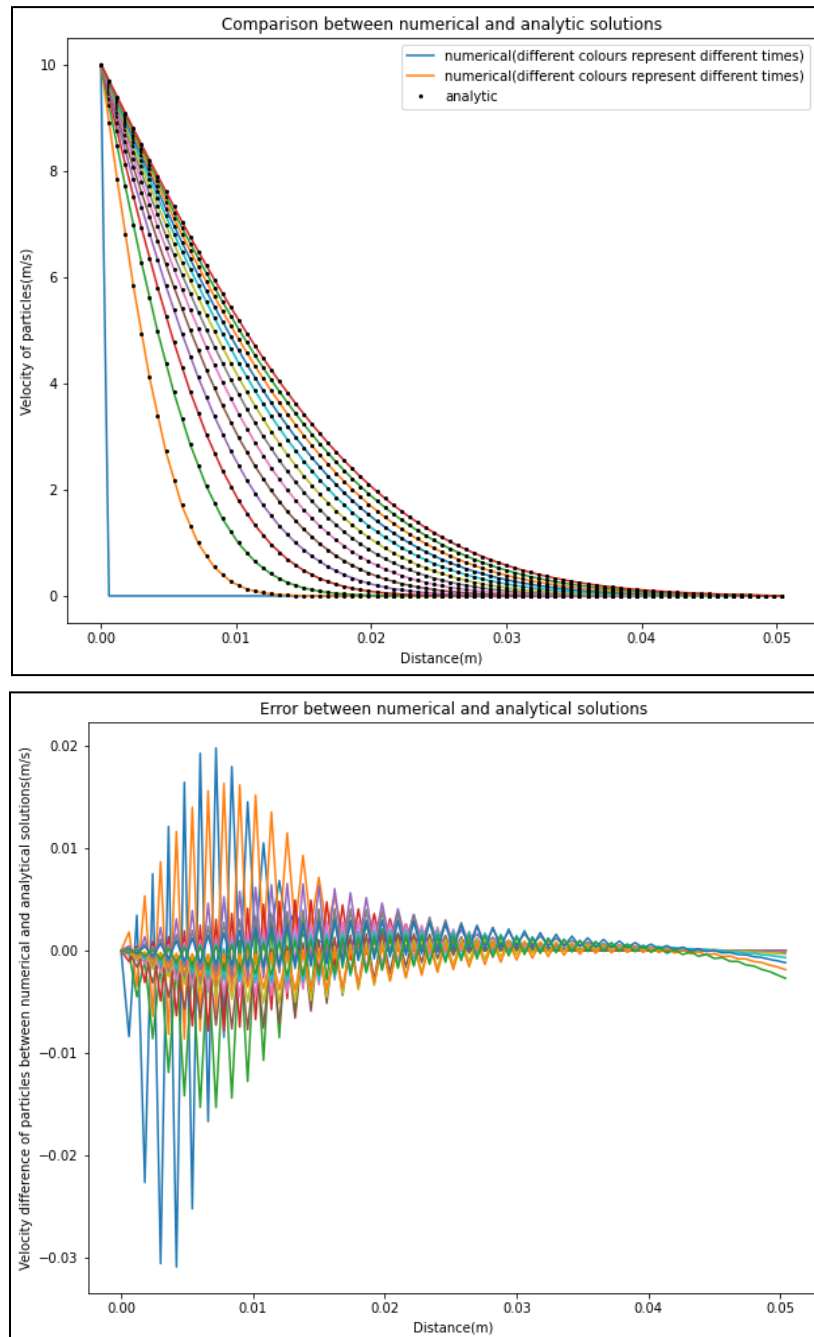 Comparison between numerical and analytic solutions
numerical(different colours represent different times)
numerical(different colours represent different times)
analytic
Velocity of particles(m/s)
10
8
6
4
2
0
0.00
0.01
0.02
0.03
0.04
0.05
Distance(m)
Error between numerical and analytical solutions
Velocity difference of particles between numerical and analytical solutions(m/s)
0.02
0.01
0.00
−0.01
−0.02
−0.03
0.00
0.01
0.02
0.03
0.04
0.05
Distance(m)